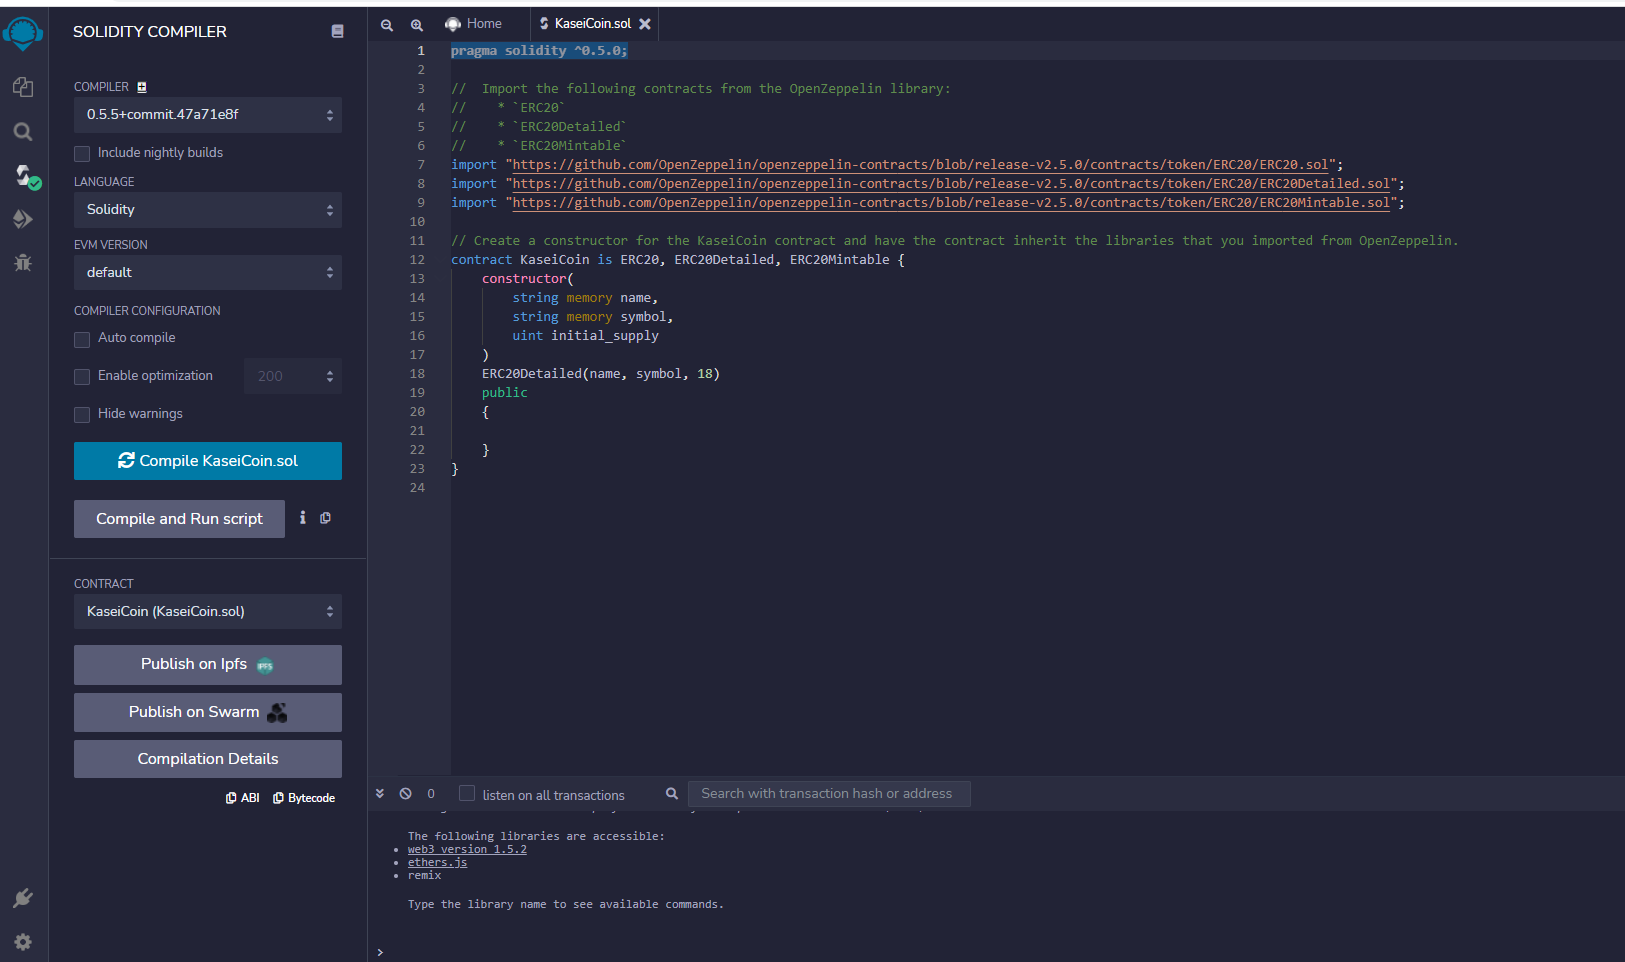 SOLIDITY COMPILER
COMPILER
0.5.5+commit.47a71e8f
Include nightly builds
LANGUAGE
Solidity
EVM VERSION
default
COMPILER CONFIGURATION
Auto compile
Enable optimization 200
Hide warnings
Compile KaseiCoin.sol
Compile and Run script
CONTRACT
KaseiCoin (KaseiCoin.sol)
Publish on Ipfs IPFS
Publish on Swarm
Compilation Details
ABI Bytecode
Home KaseiCoin.sol
1 pragma solidity ^0.5.0;
2
3 //  Import the following contracts from the OpenZeppelin library:
4 //    * `ERC20`
5 //    * `ERC20Detailed`
6 //    * `ERC20Mintable`
7 import "https://github.com/OpenZeppelin/openzeppelin-contracts/blob/release-v2.5.0/contracts/token/ERC20/ERC20.sol";
8 import "https://github.com/OpenZeppelin/openzeppelin-contracts/blob/release-v2.5.0/contracts/token/ERC20/ERC20Detailed.sol";
9 import "https://github.com/OpenZeppelin/openzeppelin-contracts/blob/release-v2.5.0/contracts/token/ERC20/ERC20Mintable.sol";
10
11 // Create a constructor for the KaseiCoin contract and have the contract inherit the libraries that you imported from OpenZeppelin.
12 contract KaseiCoin is ERC20, ERC20Detailed, ERC20Mintable {
13     constructor(
14         string memory name,
15         string memory symbol,
16         uint initial_supply
17     )
18     ERC20Detailed(name, symbol, 18)
19     public
20     {
21
22     }
23 }
24
0 listen on all transactions Search with transaction hash or address
The following libraries are accessible:
• web3 version 1.5.2
• ethers.js
• remix
Type the library name to see available commands.
>